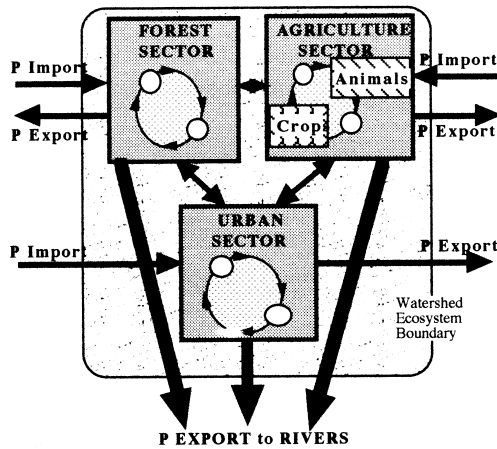 FOREST
SECTOR
AGRICULTURE
SECTOR
P Import
P Import
Animals
P Export
Crop
P Export
URBAN
SECTOR
P Import
P Export
Watershed
Ecosystem
Boundary
P EXPORT to RIVERS